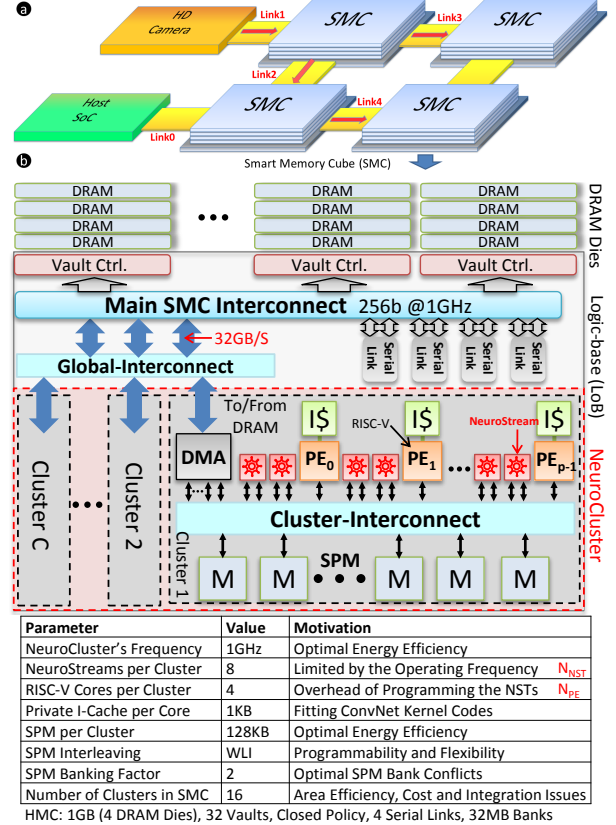 a
HD Camera
Link1
SMC
Link3
SMC
Link2
Host SoC
Link0
SMC
Link4
SMC
Smart Memory Cube (SMC)
b
DRAM DRAM DRAM
DRAM DRAM DRAM
DRAM DRAM DRAM
DRAM DRAM DRAM
DRAM Dies
Vault Ctrl. Vault Ctrl. Vault Ctrl.
Main SMC Interconnect 256b @1GHz
32GB/S
Global-Interconnect
Serial Link Serial Link Serial Link Serial Link
Logic-base (LoB)
To/From DRAM
I$ I$ I$
RISC-V
NeuroStream
DMA
PE0 PE1 PEp-1
Cluster-Interconnect
Cluster C
Cluster 2
Cluster 1
SPM
M M M M M
NeuroCluster
Parameter Value Motivation
NeuroCluster's Frequency 1GHz Optimal Energy Efficiency
NeuroStreams per Cluster 8 Limited by the Operating Frequency NNST
RISC-V Cores per Cluster 4 Overhead of Programming the NSTs NPE
Private I-Cache per Core 1KB Fitting ConvNet Kernel Codes
SPM per Cluster 128KB Optimal Energy Efficiency
SPM Interleaving WLI Programmability and Flexibility
SPM Banking Factor 2 Optimal SPM Bank Conflicts
Number of Clusters in SMC 16 Area Efficiency, Cost and Integration Issues
HMC: 1GB (4 DRAM Dies), 32 Vaults, Closed Policy, 4 Serial Links, 32MB Banks